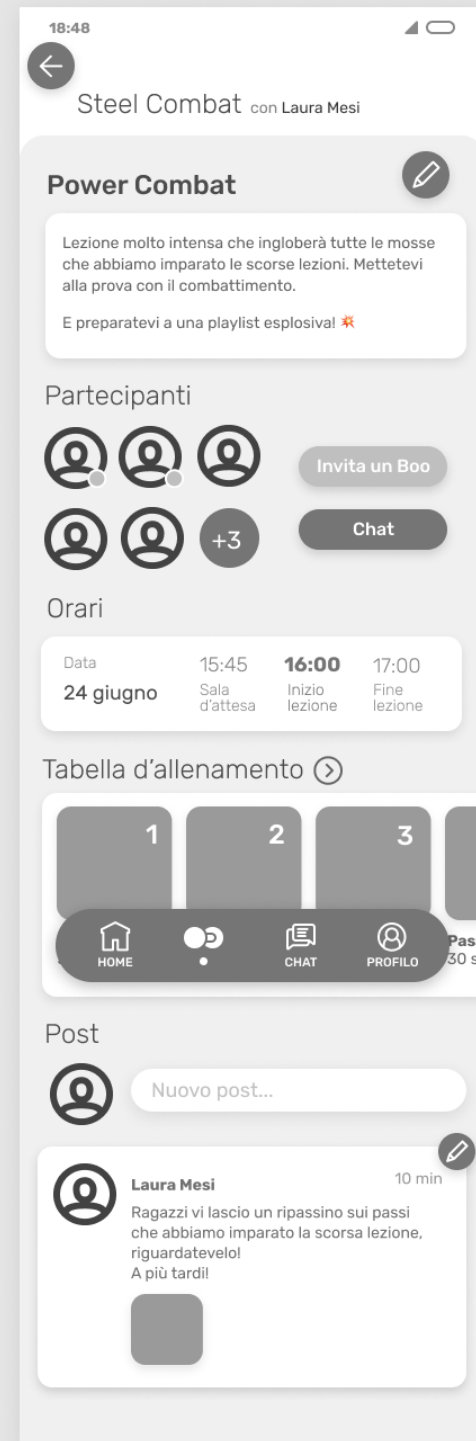 18:48
Steel Combat con Laura Mesi
Power Combat
Lezione molto intensa che ingloberà tutte le mosse
che abbiamo imparato le scorse lezioni. Mettetevi
alla prova con il combattimento.
E preparatevi a una playlist esplosiva! 💥
Partecipanti
Invita un Boo
+3
Chat
Orari
Data
24 giugno
15:45
Sala
d'attesa
16:00
Inizio
lezione
17:00
Fine
lezione
Tabella d'allenamento
1 2 3
HOME
CHAT
PROFILO
Post
Nuovo post...
Laura Mesi
10 min
Ragazzi vi lascio un ripassino sui passi
che abbiamo imparato la scorsa lezione,
riguardatevelo!
A più tardi!